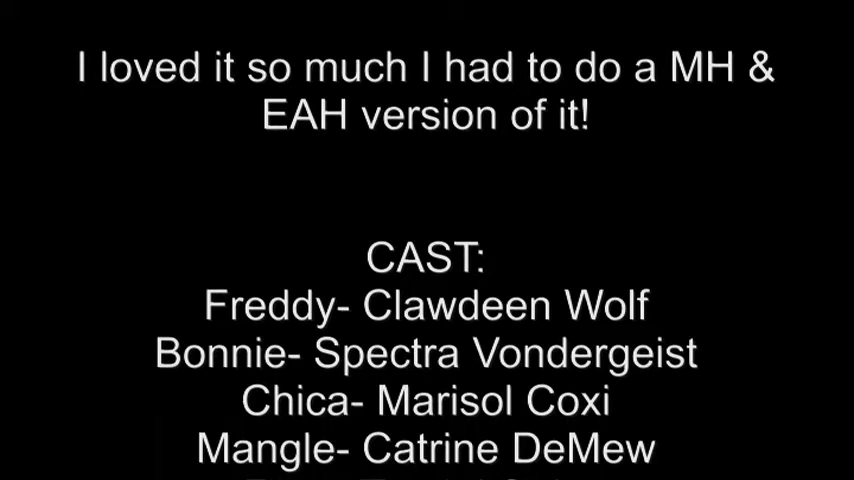 I loved it so much I had to do a MH &
EAH version of it!
CAST:
Freddy- Clawdeen Wolf
Bonnie- Spectra Vondergeist
Chica- Marisol Coxi
Mangle- Catrine DeMew